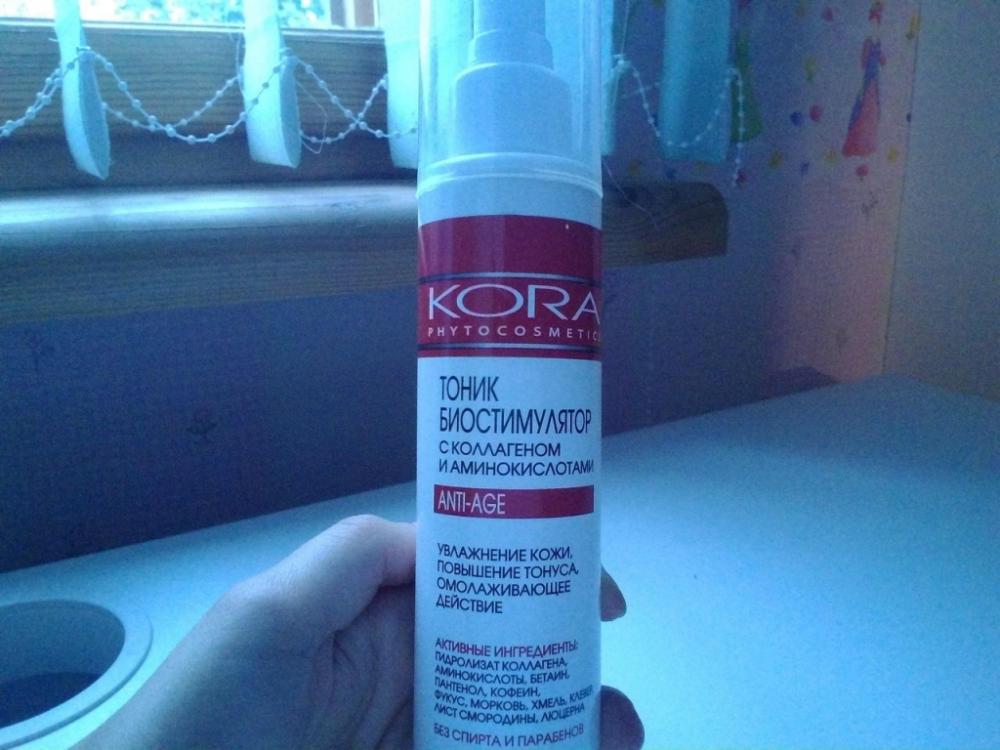 KORA
PHYTOCOSMETIC
ТОНИК
БИОСТИМУЛЯТОР
С КОЛЛАГЕНОМ
И АМИНОКИСЛОТАМИ
ANTI-AGE
УВЛАЖНЕНИЕ КОЖИ,
ПОВЫШЕНИЕ ТОНУСА,
ОМОЛАЖИВАЮЩЕЕ
ДЕЙСТВИЕ
АКТИВНЫЕ ИНГРЕДИЕНТЫ:
ГИДРОЛИЗАТ КОЛЛАГЕНА,
АМИНОКИСЛОТЫ, БЕТАИН,
ПАНТЕНОЛ, КОФЕИН,
ФУКУС, МОРКОВЬ, ХМЕЛЬ, КЛЕВЕР
ЛИСТ СМОРОДИНЫ, ЛЮЦЕРНА
БЕЗ СПИРТА И ПАРАБЕНОВ